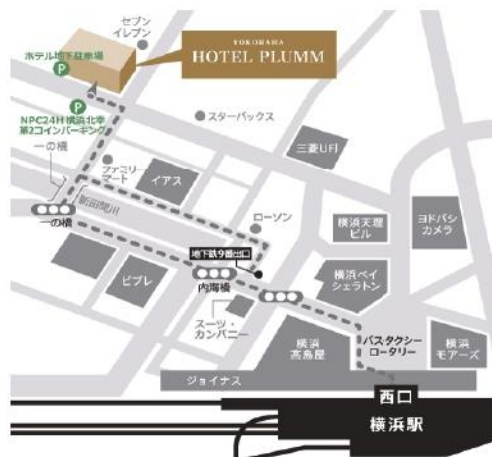 セブン
イレブン
ホテル地下駐車場
P
YOKOHAMA
HOTEL PLUMM
P
NPC24H横浜北幸
第2コインパーキング
スターバックス
一の橋
ファミリー
マート
三菱UFJ
イアス
新田間川
ローソン
一の橋
横浜天理
ビル
ヨドバシ
カメラ
地下鉄9番出口
ビブレ
内海橋
横浜ベイ
シェラトン
スーツ・
カンパニー
横浜
高島屋
バスタクシー
ロータリー
横浜
モアーズ
ジョイナス
西口
横浜駅